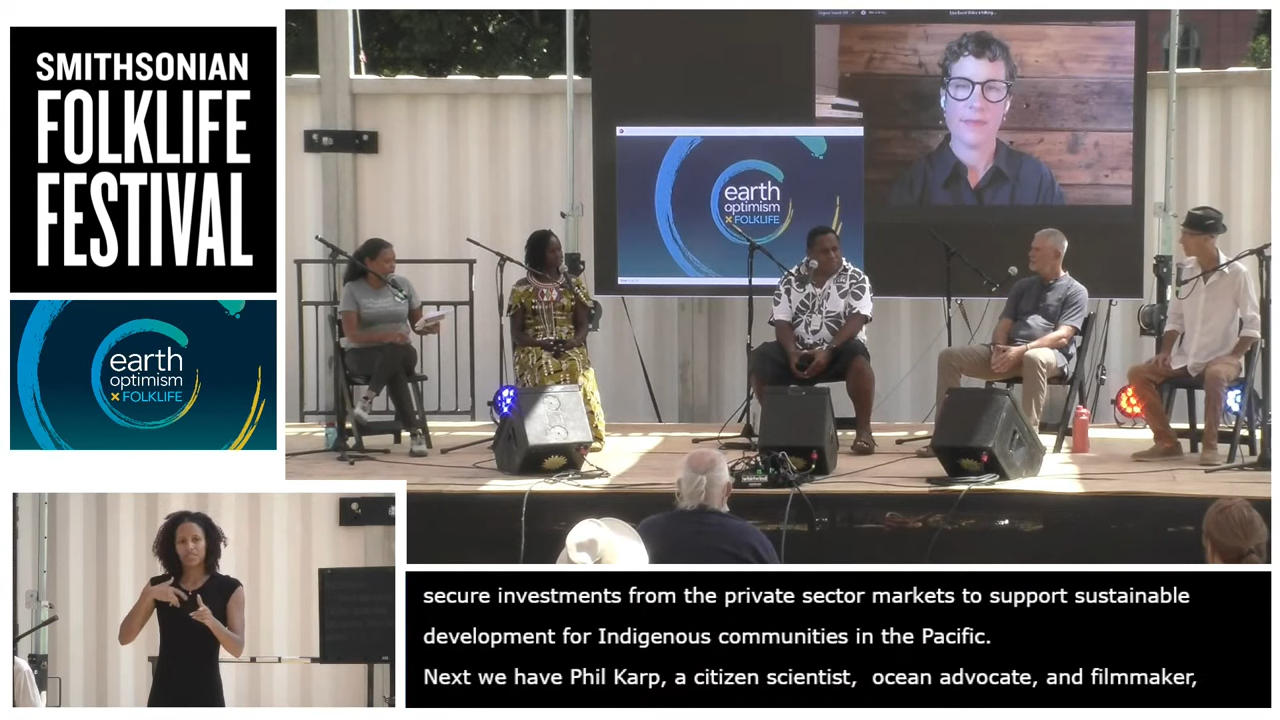 SMITHSONIAN
FOLKLIFE
FESTIVAL
earth
optimism
× FOLKLIFE
earth
optimism
× FOLKLIFE
secure investments from the private sector markets to support sustainable
development for Indigenous communities in the Pacific.
Next we have Phil Karp, a citizen scientist, ocean advocate, and filmmaker,